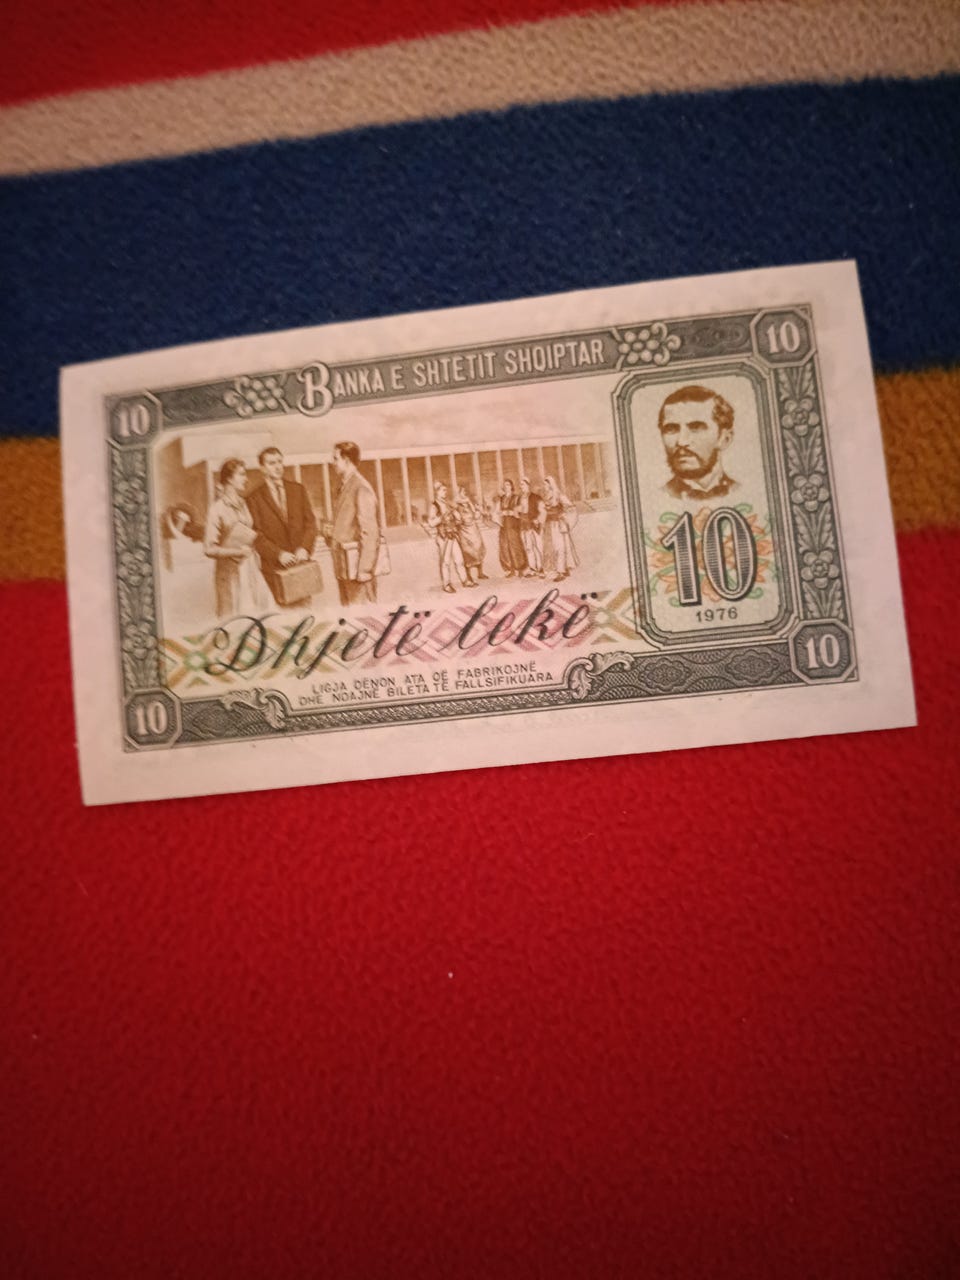 BANKA E SHTETIT SHQIPTAR
10
10
10
1976
Dhjetë lekë
LIGJA DËNON ATA QË FABRIKOJNË
DHE NDAJNË BILETA TË FALLSIFIKUARA
10
10